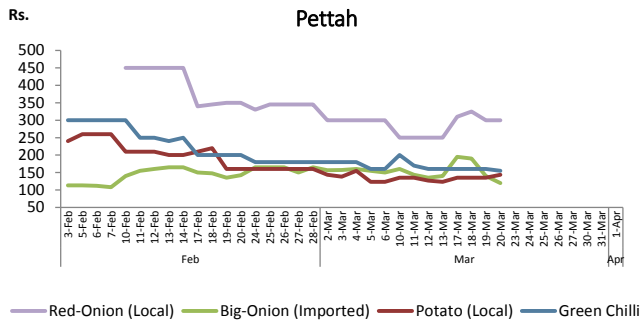 Rs.
Pettah
500
450
400
350
300
250
200
150
100
50
3-Feb 5-Feb 6-Feb 7-Feb 10-Feb 11-Feb 12-Feb 13-Feb 14-Feb 17-Feb 18-Feb 19-Feb 20-Feb 24-Feb 25-Feb 26-Feb 27-Feb 28-Feb 2-Mar 3-Mar 4-Mar 5-Mar 6-Mar 10-Mar 11-Mar 12-Mar 13-Mar 16-Mar 17-Mar 18-Mar 19-Mar 20-Mar 23-Mar 24-Mar 25-Mar 26-Mar 27-Mar 30-Mar 31-Mar 1-Apr
Feb Mar Apr
Red-Onion (Local) Big-Onion (Imported) Potato (Local) Green Chilli